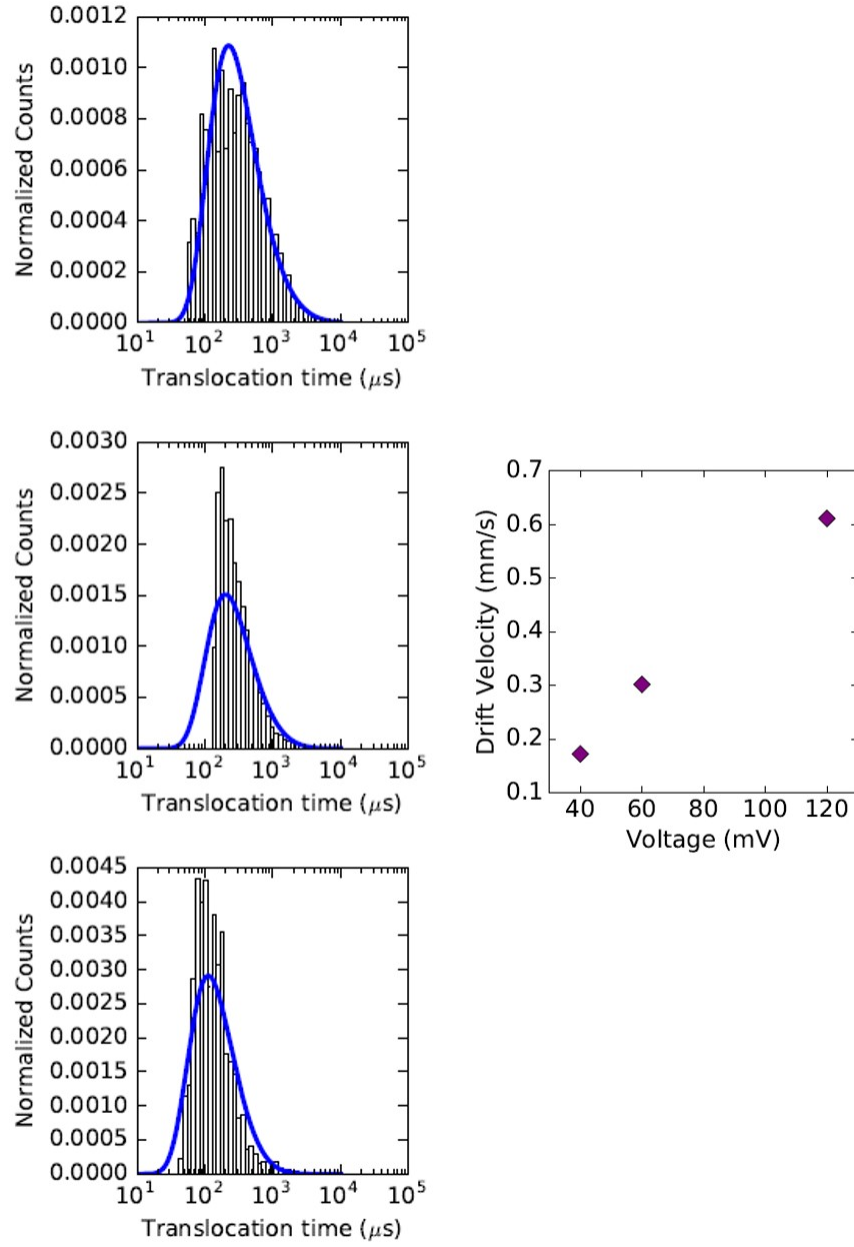 0.0012
0.0010
0.0008
0.0006
0.0004
0.0002
0.0000
Normalized Counts
10¹ 10² 10³ 10⁴ 10⁵
Translocation time (μs)
0.0030
0.0025
0.0020
0.0015
0.0010
0.0005
0.0000
Normalized Counts
10¹ 10² 10³ 10⁴ 10⁵
Translocation time (μs)
0.7
0.6
0.5
0.4
0.3
0.2
0.1
Drift Velocity (mm/s)
40 60 80 100 120
Voltage (mV)
0.0045
0.0040
0.0035
0.0030
0.0025
0.0020
0.0015
0.0010
0.0005
0.0000
Normalized Counts
10¹ 10² 10³ 10⁴ 10⁵
Translocation time (μs)